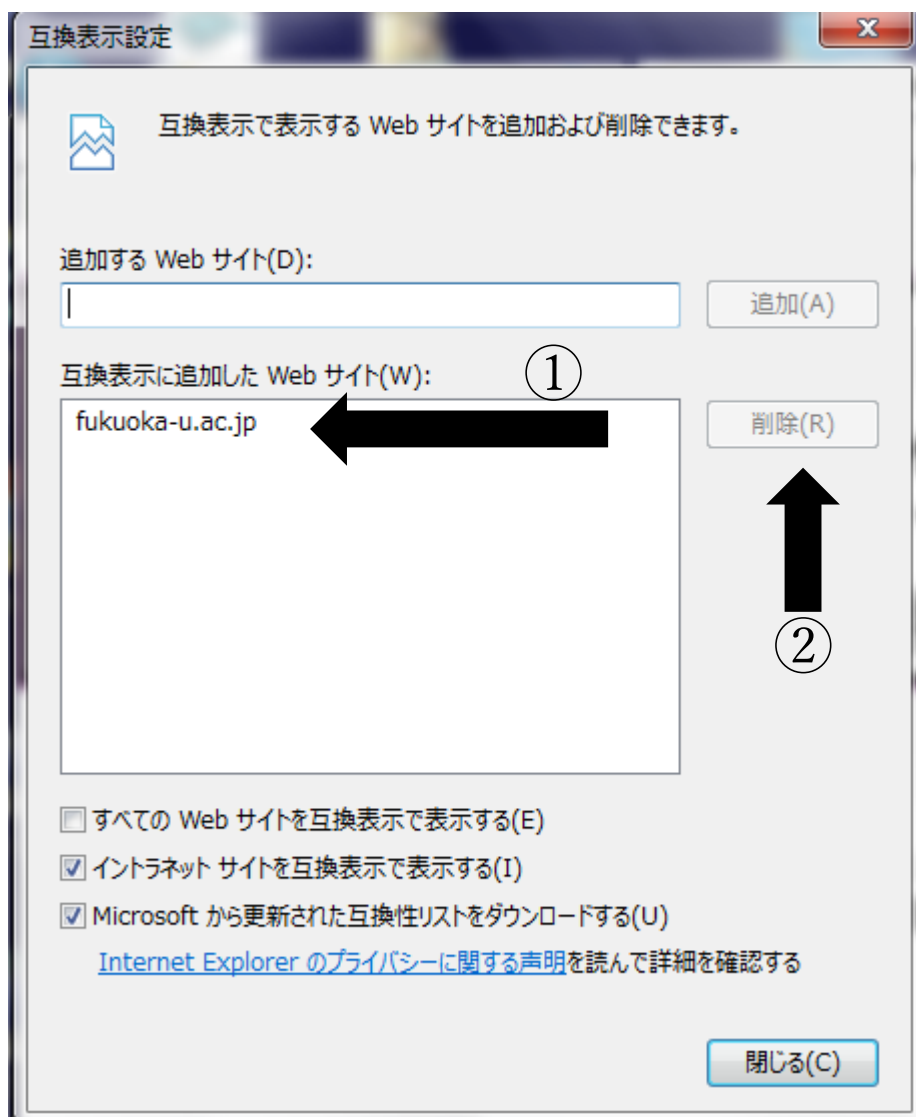 互換表示設定
互換表示で表示する Web サイトを追加および削除できます。
追加する Web サイト(D):
追加(A)
互換表示に追加した Web サイト(W):
①
fukuoka-u.ac.jp
削除(R)
②
すべての Web サイトを互換表示で表示する(E)
イントラネット サイトを互換表示で表示する(I)
Microsoft から更新された互換性リストをダウンロードする(U)
Internet Explorer のプライバシーに関する声明を読んで詳細を確認する
閉じる(C)